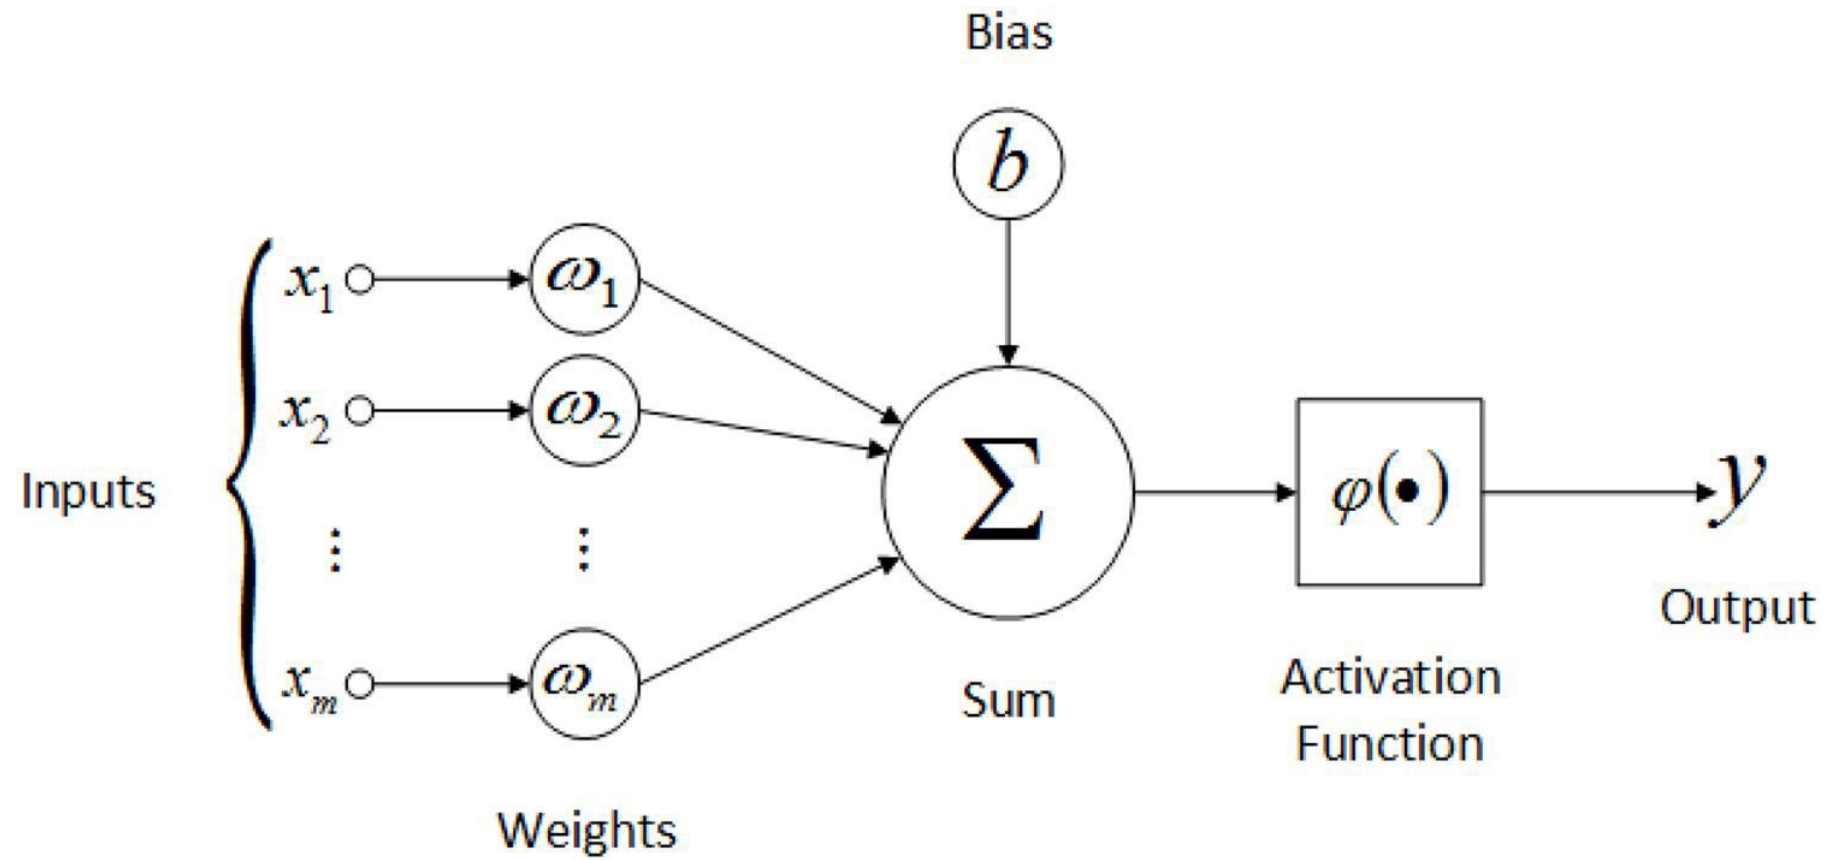 Bias
b
x₁ ω₁
x₂ ω₂
Inputs
⋮ ⋮
xₘ ωₘ
Σ
φ(•)
y
Output
Sum
Activation
Function
Weights